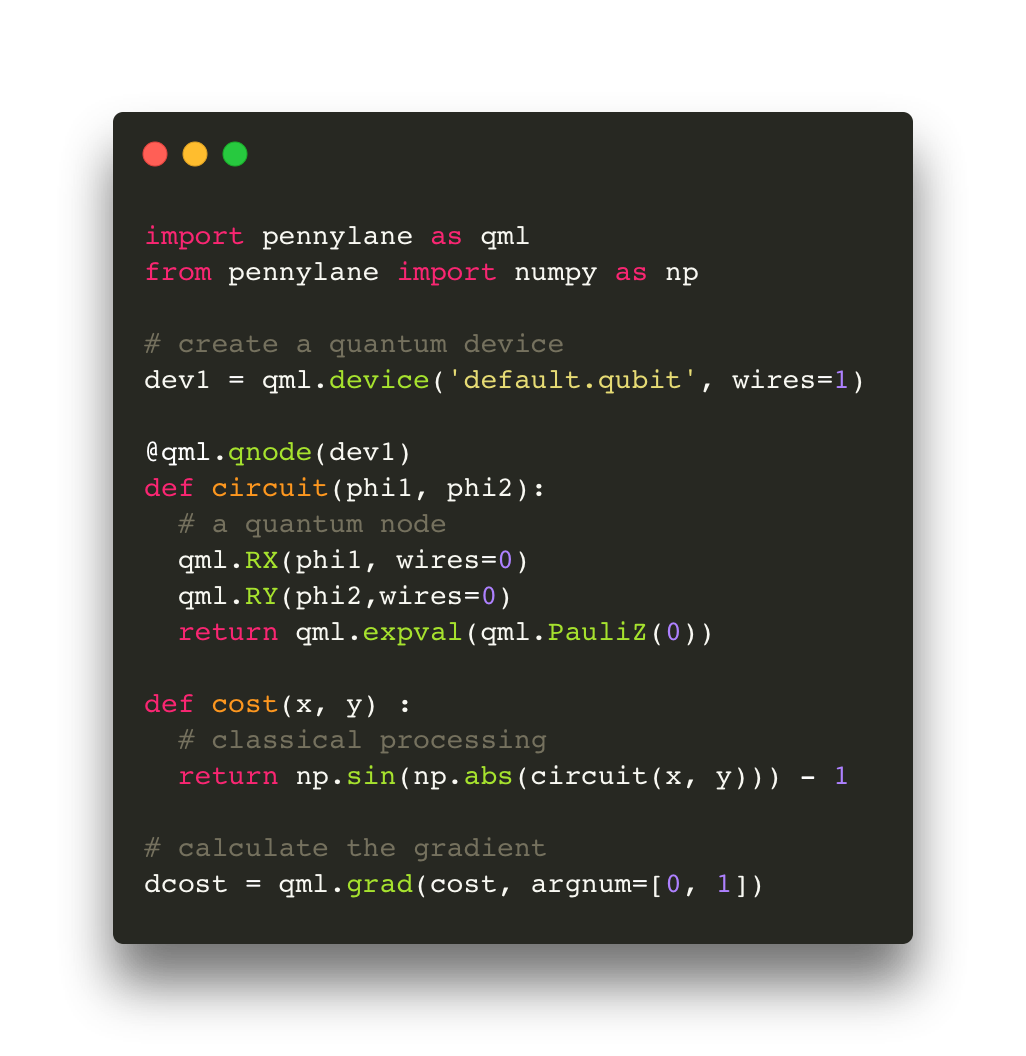 import pennylane as qml
from pennylane import numpy as np

# create a quantum device
dev1 = qml.device('default.qubit', wires=1)

@qml.qnode(dev1)
def circuit(phi1, phi2):
  # a quantum node
  qml.RX(phi1, wires=0)
  qml.RY(phi2,wires=0)
  return qml.expval(qml.PauliZ(0))

def cost(x, y) :
  # classical processing
  return np.sin(np.abs(circuit(x, y))) - 1

# calculate the gradient
dcost = qml.grad(cost, argnum=[0, 1])